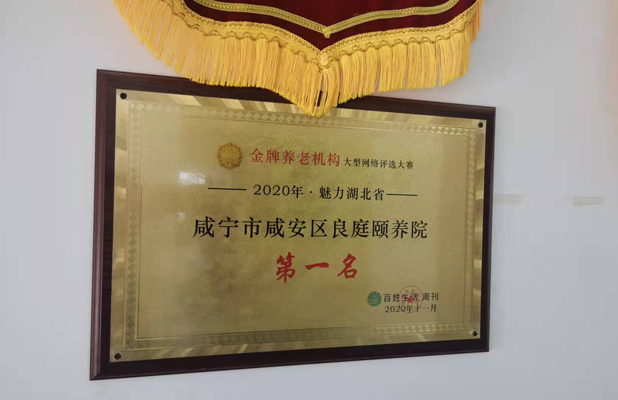 金牌养老机构 大型网络评选大赛
2020年·魅力湖北省
咸宁市咸安区良庭颐养院
第一名
百姓生活 周刊
2020年十一月